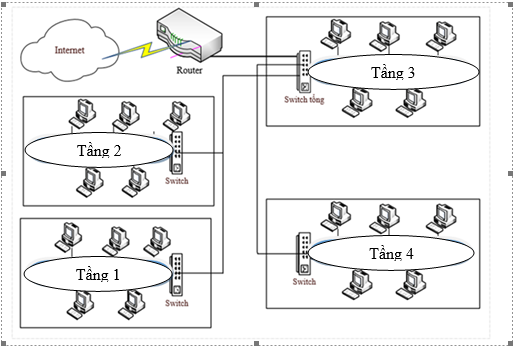 Internet
Router
Tầng 3
Switch tổng
Tầng 2
Switch
Tầng 1
Switch
Tầng 4
Switch